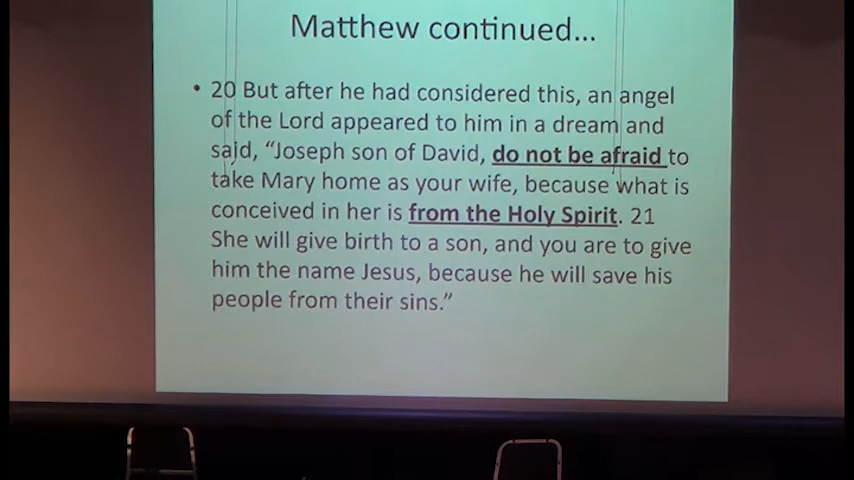 Matthew continued...
• 20 But after he had considered this, an angel
of the Lord appeared to him in a dream and
said, “Joseph son of David, do not be afraid to
take Mary home as your wife, because what is
conceived in her is from the Holy Spirit. 21
She will give birth to a son, and you are to give
him the name Jesus, because he will save his
people from their sins.”